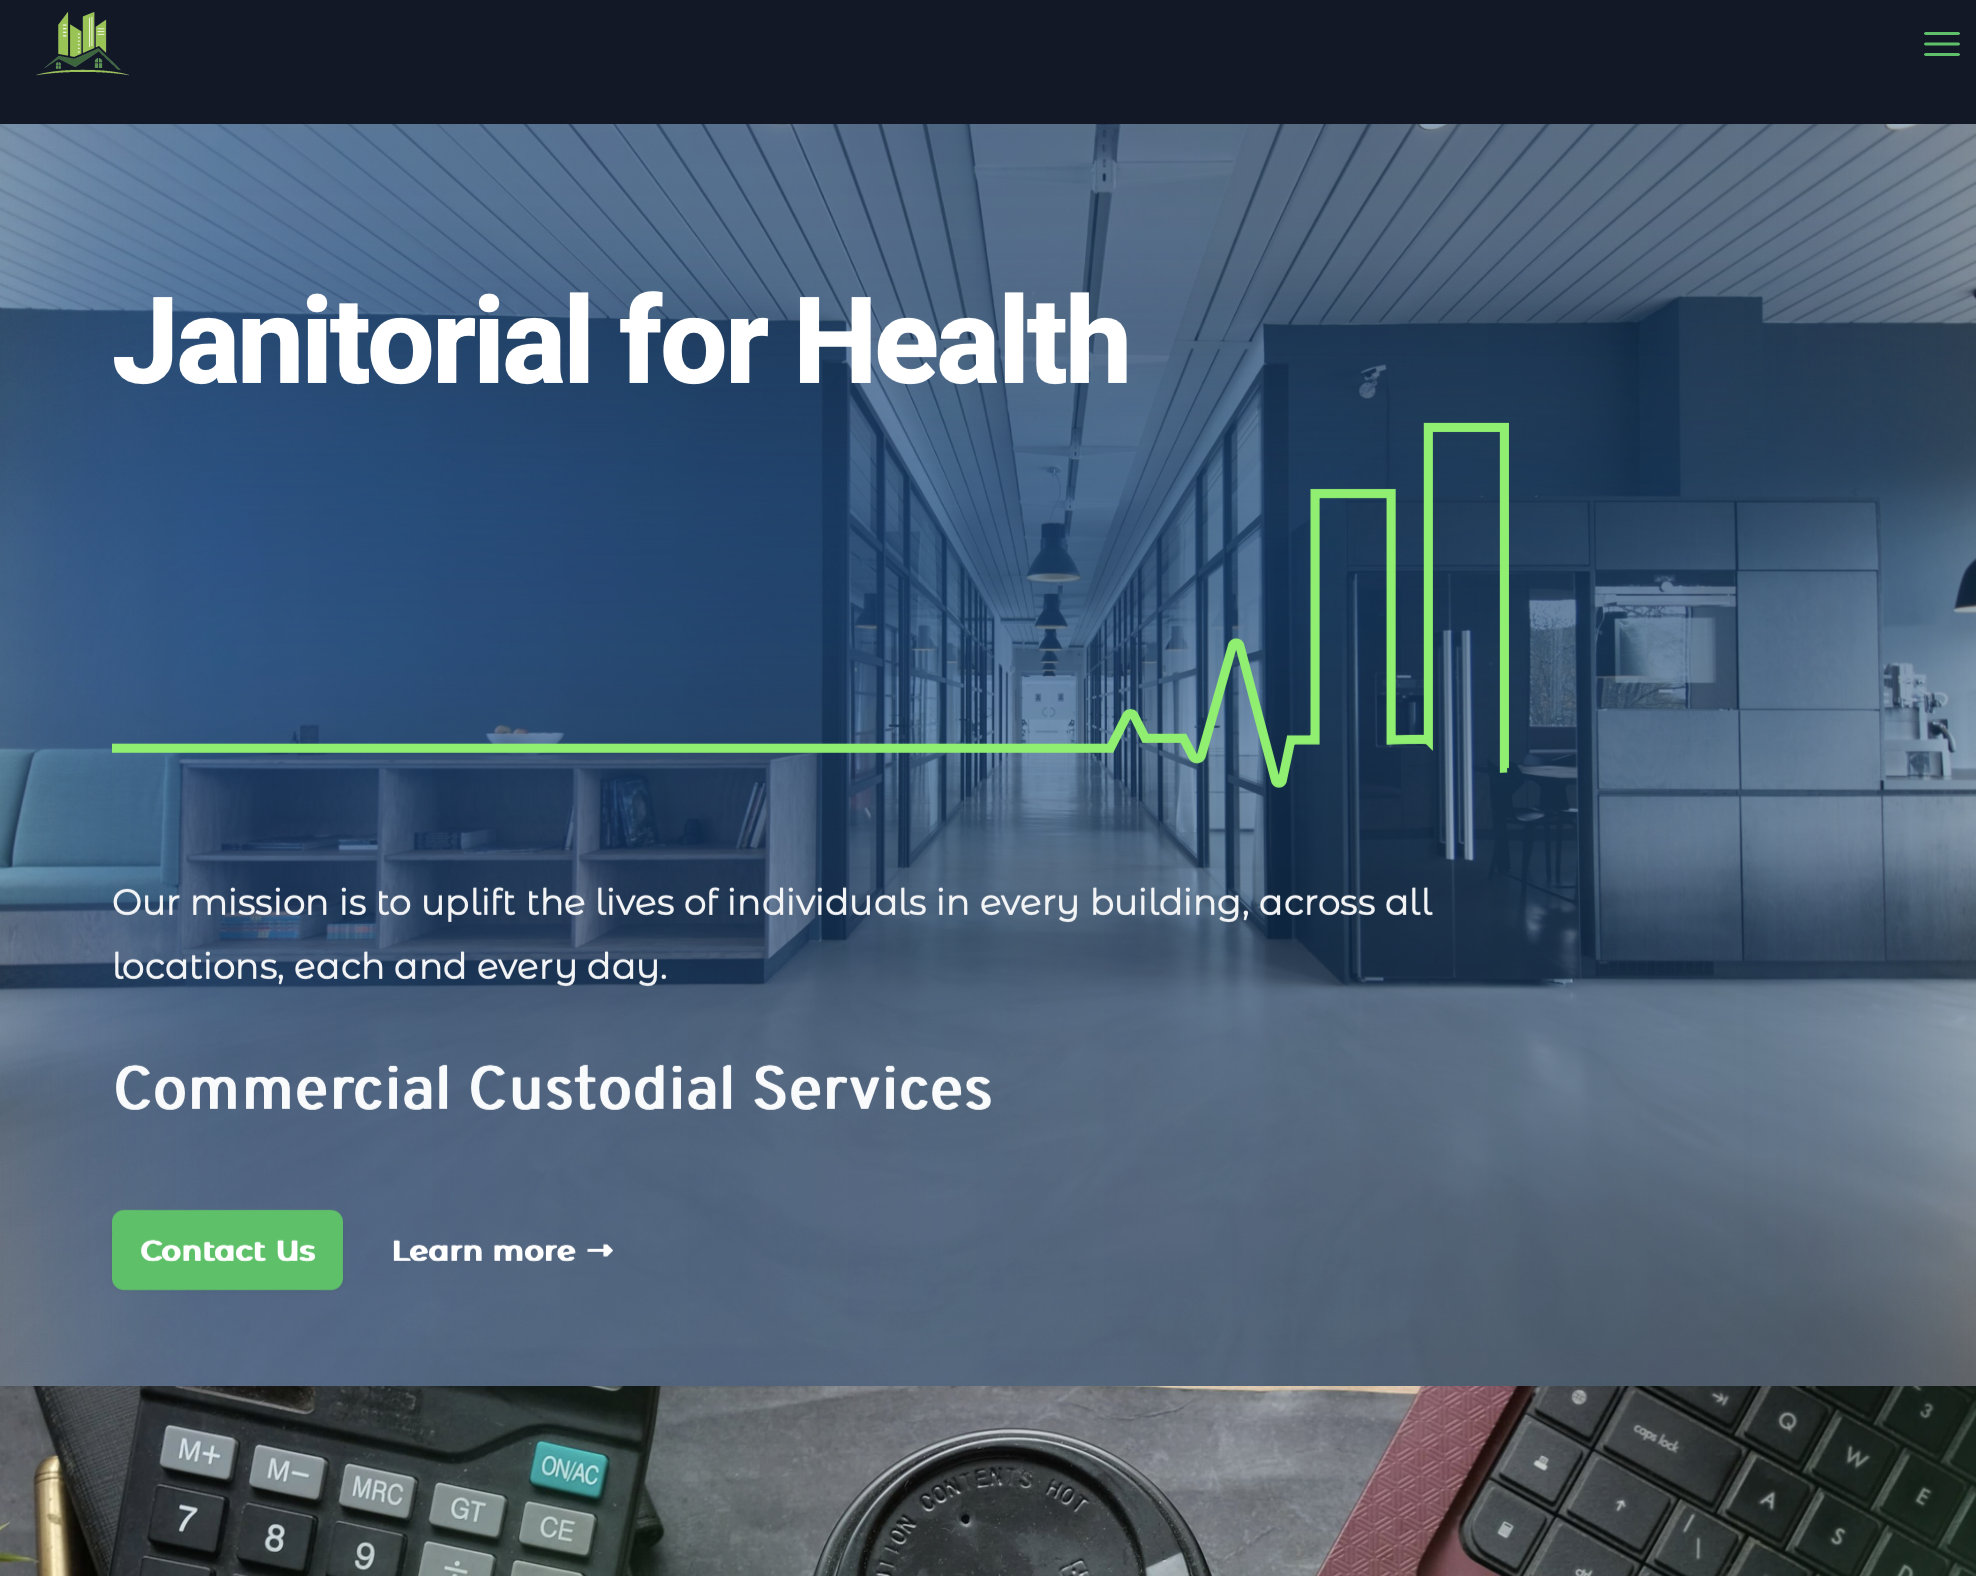 Janitorial for Health
Our mission is to uplift the lives of individuals in every building, across all
locations, each and every day.
Commercial Custodial Services
Contact Us
Learn more →
M+
M−
MRC
GT
ON/AC
CE
7
8
9
÷
CONTENTS HOT
caps lock
Q
W
E
3
A
S
D